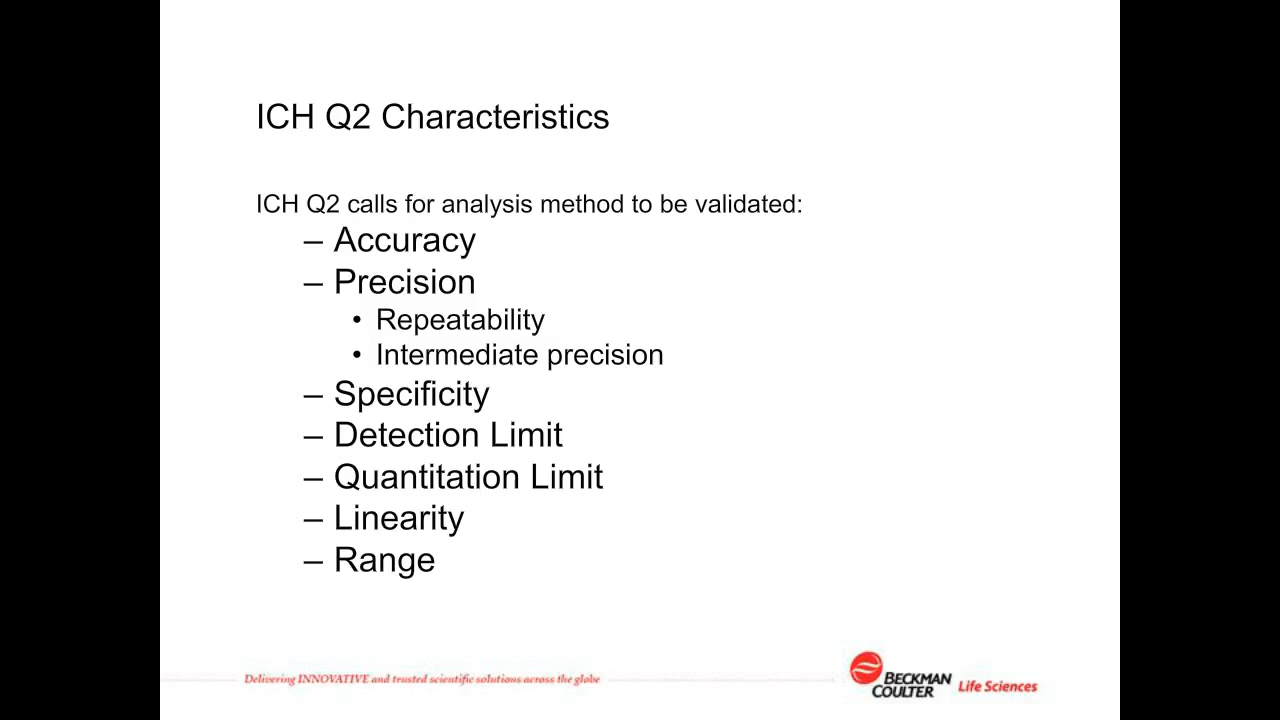 ICH Q2 Characteristics
ICH Q2 calls for analysis method to be validated:
– Accuracy
– Precision
• Repeatability
• Intermediate precision
– Specificity
– Detection Limit
– Quantitation Limit
– Linearity
– Range
Delivering INNOVATIVE and trusted scientific solutions across the globe
BECKMAN
COULTER Life Sciences